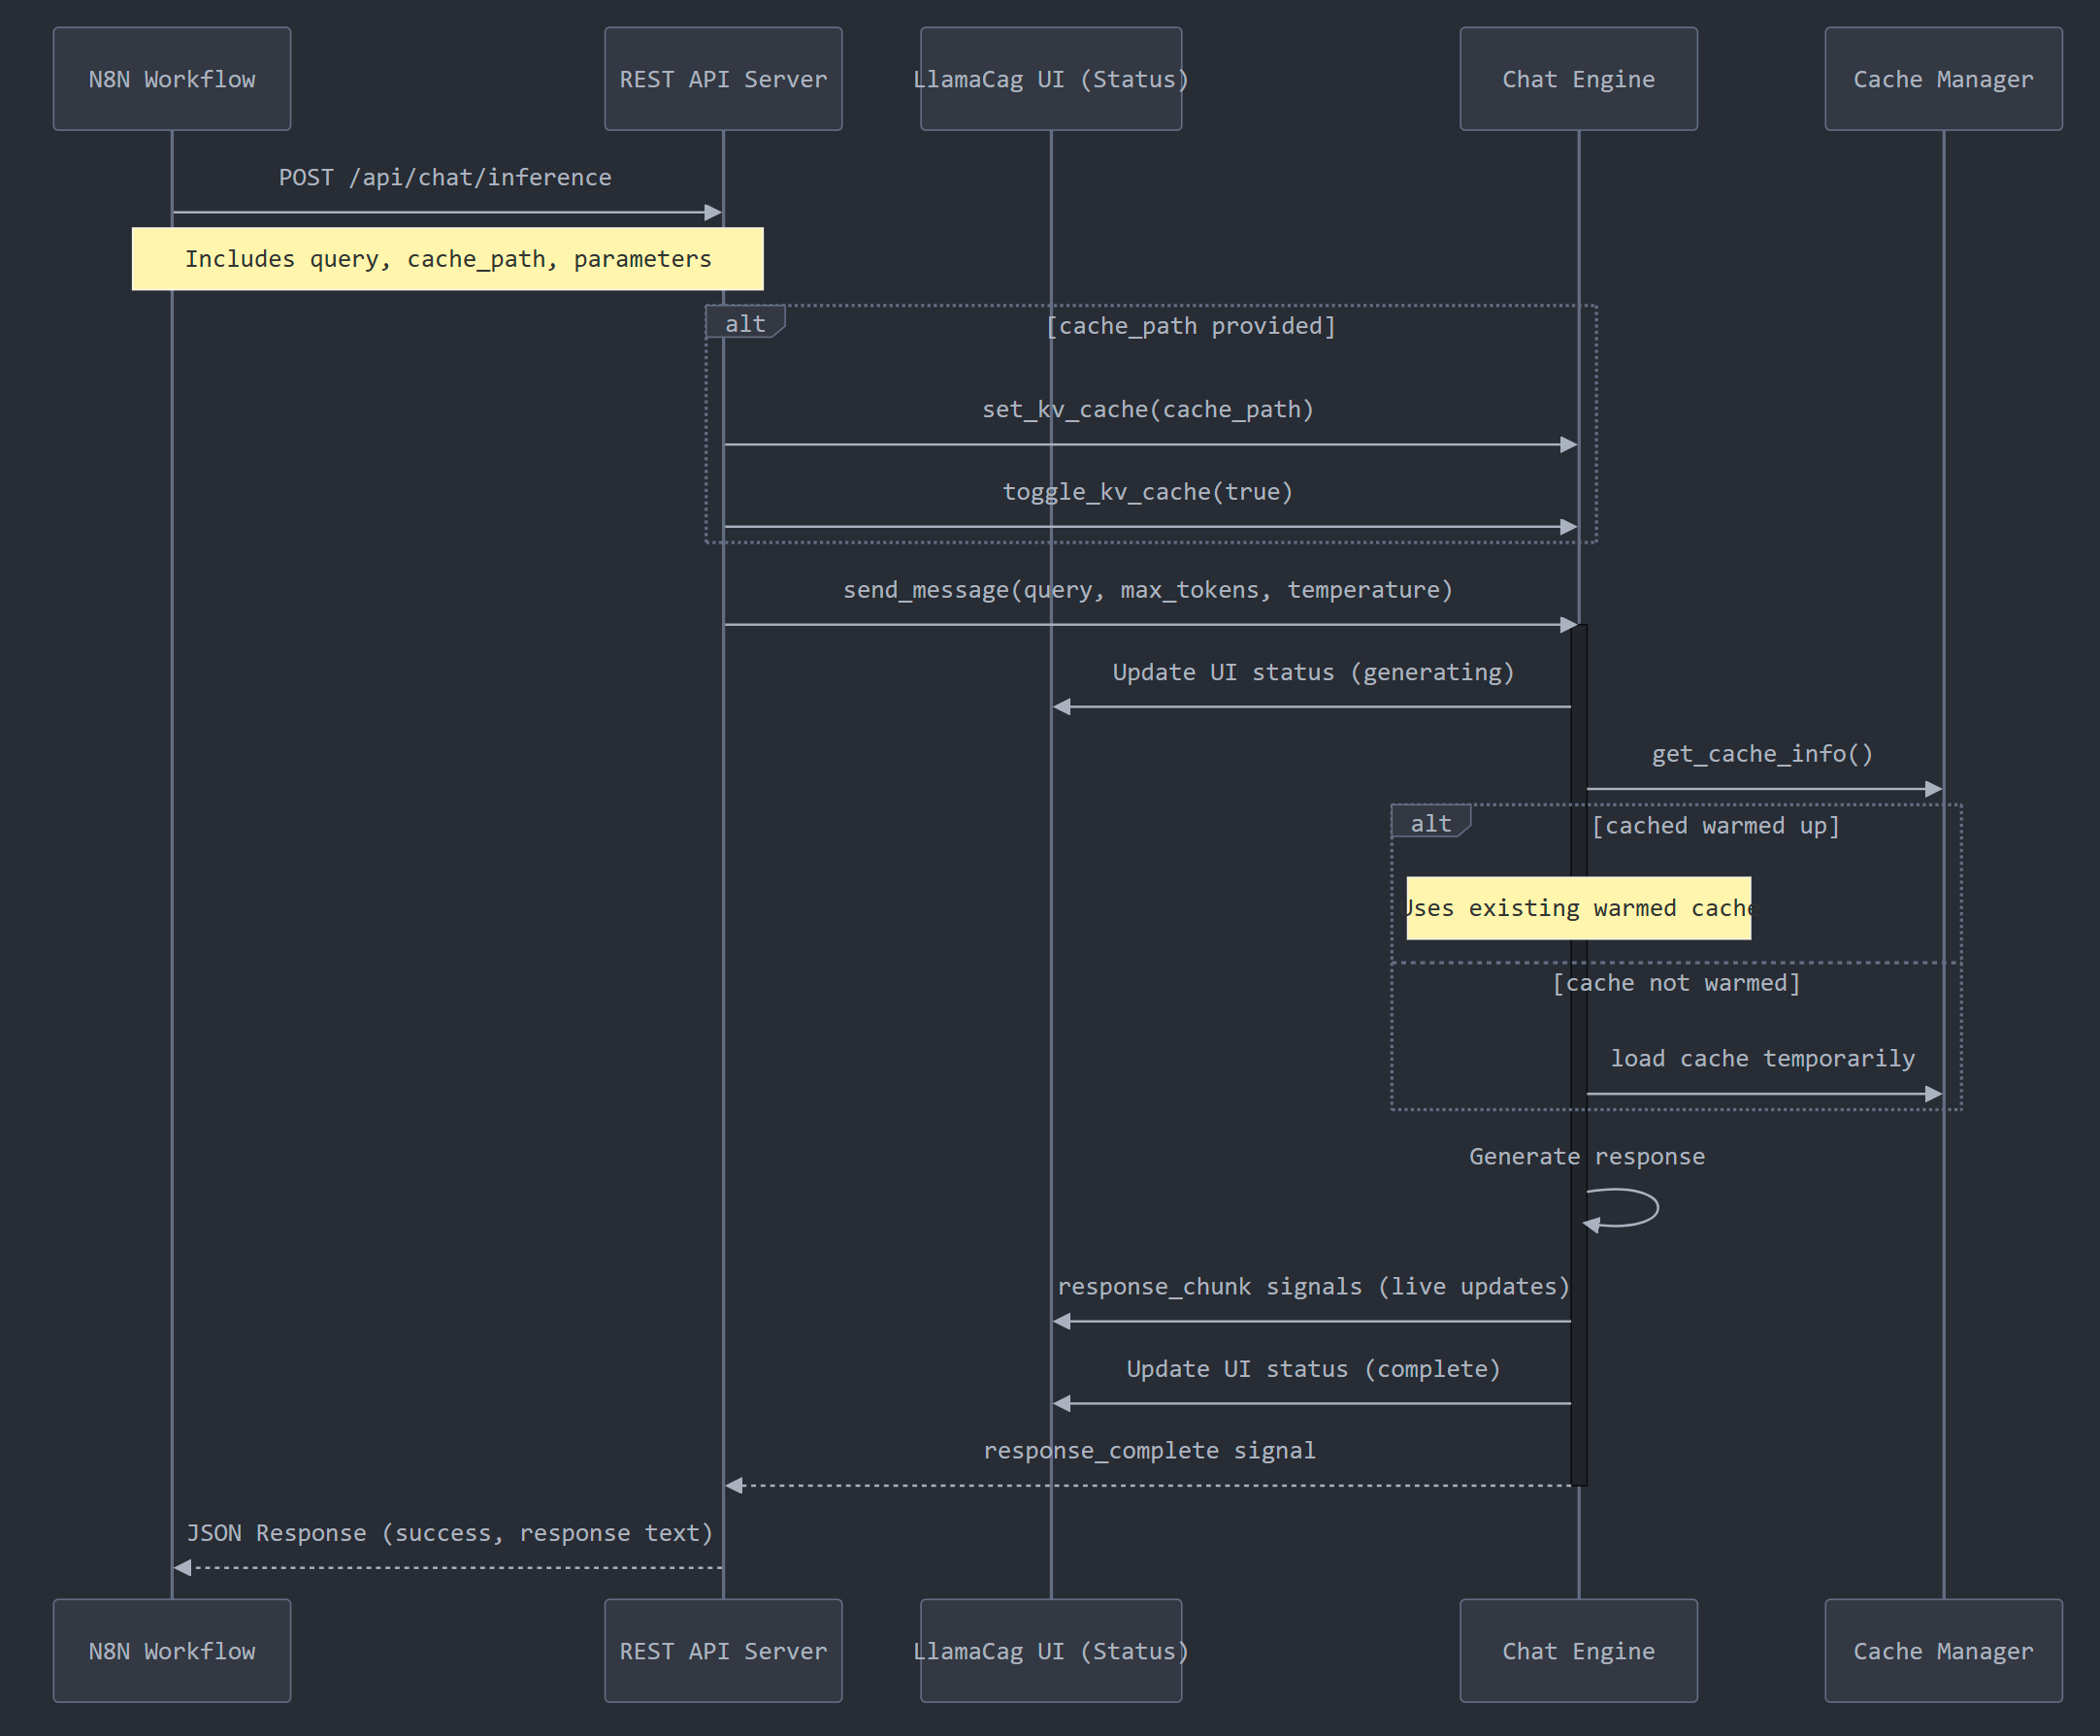 N8N Workflow
REST API Server
LlamaCag UI (Status)
Chat Engine
Cache Manager
POST /api/chat/inference
Includes query, cache_path, parameters
alt
[cache_path provided]
set_kv_cache(cache_path)
toggle_kv_cache(true)
send_message(query, max_tokens, temperature)
Update UI status (generating)
get_cache_info()
alt
[cached warmed up]
Uses existing warmed cache
[cache not warmed]
load cache temporarily
Generate response
response_chunk signals (live updates)
Update UI status (complete)
response_complete signal
JSON Response (success, response text)
N8N Workflow
REST API Server
LlamaCag UI (Status)
Chat Engine
Cache Manager